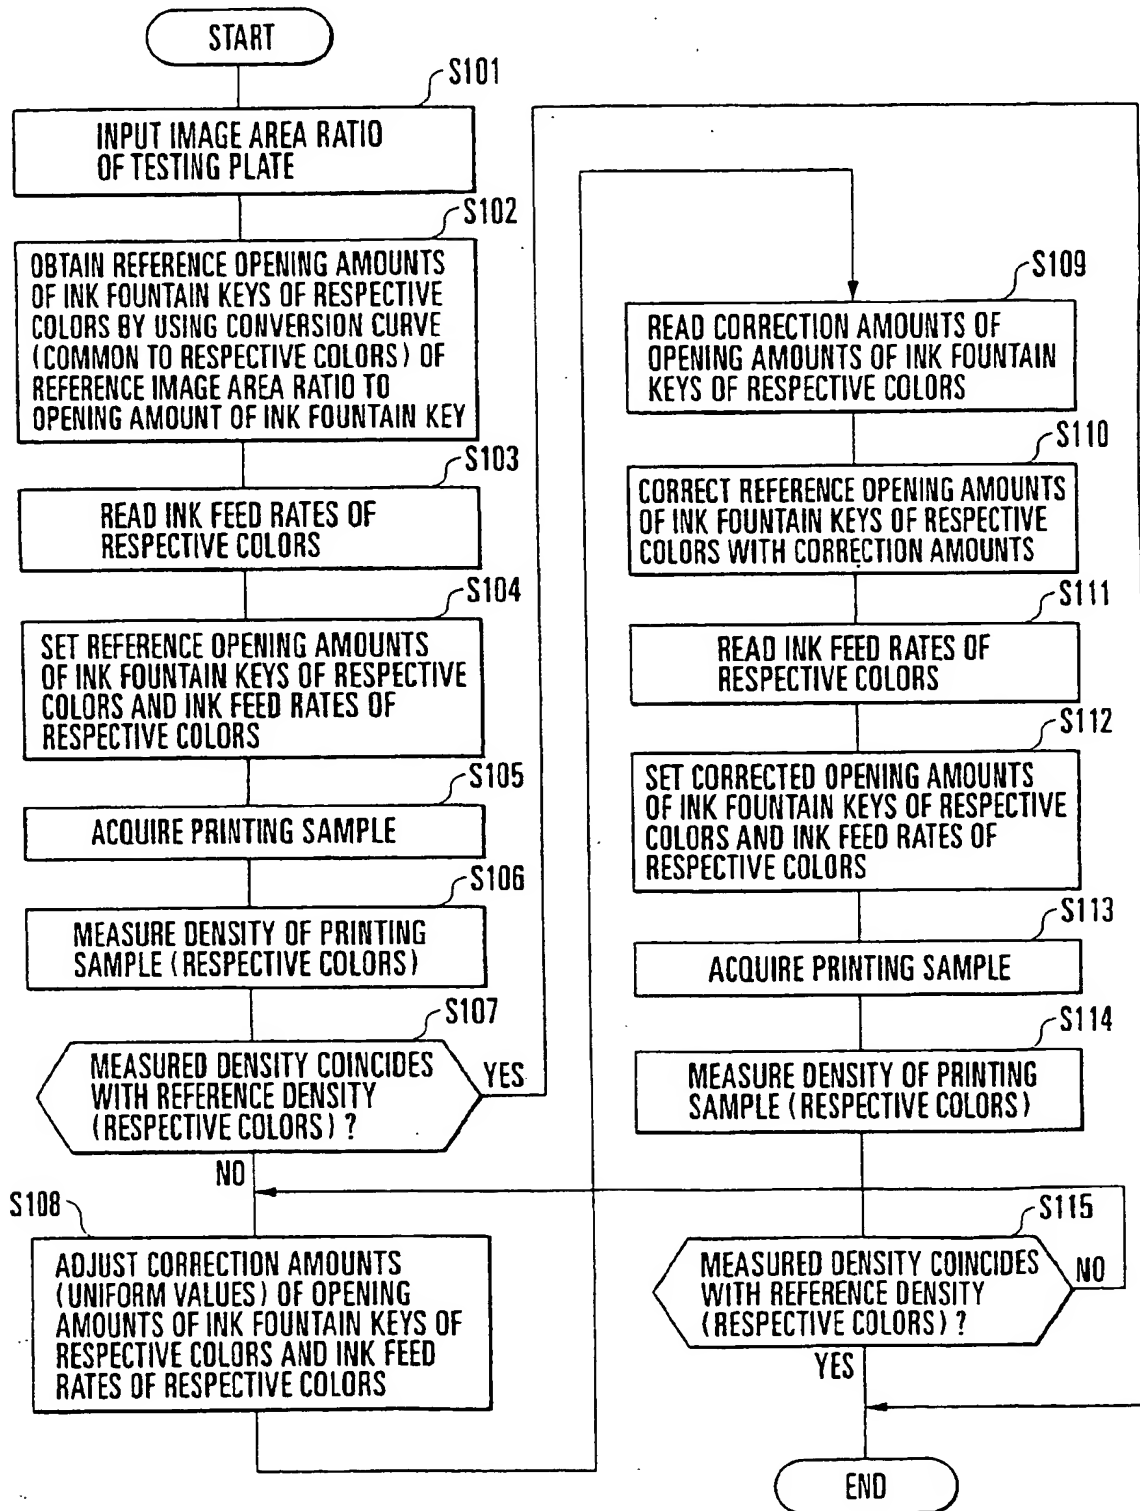 START
S101
INPUT IMAGE AREA RATIO
OF TESTING PLATE
S102
OBTAIN REFERENCE OPENING AMOUNTS
OF INK FOUNTAIN KEYS OF RESPECTIVE
COLORS BY USING CONVERSION CURVE
(COMMON TO RESPECTIVE COLORS) OF
REFERENCE IMAGE AREA RATIO TO
OPENING AMOUNT OF INK FOUNTAIN KEY
S103
READ INK FEED RATES OF
RESPECTIVE COLORS
S104
SET REFERENCE OPENING AMOUNTS
OF INK FOUNTAIN KEYS OF RESPECTIVE
COLORS AND INK FEED RATES OF
RESPECTIVE COLORS
S105
ACQUIRE PRINTING SAMPLE
S106
MEASURE DENSITY OF PRINTING
SAMPLE (RESPECTIVE COLORS)
S107
MEASURED DENSITY COINCIDES
WITH REFERENCE DENSITY
(RESPECTIVE COLORS) ?
YES
NO
S108
ADJUST CORRECTION AMOUNTS
(UNIFORM VALUES) OF OPENING
AMOUNTS OF INK FOUNTAIN KEYS OF
RESPECTIVE COLORS AND INK FEED
RATES OF RESPECTIVE COLORS
S109
READ CORRECTION AMOUNTS OF
OPENING AMOUNTS OF INK FOUNTAIN
KEYS OF RESPECTIVE COLORS
S110
CORRECT REFERENCE OPENING AMOUNTS
OF INK FOUNTAIN KEYS OF RESPECTIVE
COLORS WITH CORRECTION AMOUNTS
S111
READ INK FEED RATES OF
RESPECTIVE COLORS
S112
SET CORRECTED OPENING AMOUNTS
OF INK FOUNTAIN KEYS OF RESPECTIVE
COLORS AND INK FEED RATES OF
RESPECTIVE COLORS
S113
ACQUIRE PRINTING SAMPLE
S114
MEASURE DENSITY OF PRINTING
SAMPLE (RESPECTIVE COLORS)
S115
MEASURED DENSITY COINCIDES
WITH REFERENCE DENSITY
(RESPECTIVE COLORS) ?
NO
YES
END